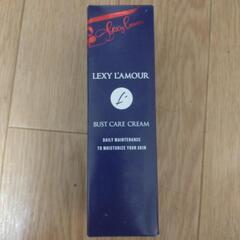 LEXY L'AMOUR
L'
BUST CARE CREAM
DAILY MAINTENANCE
TO MOISTURIZE YOUR SKIN